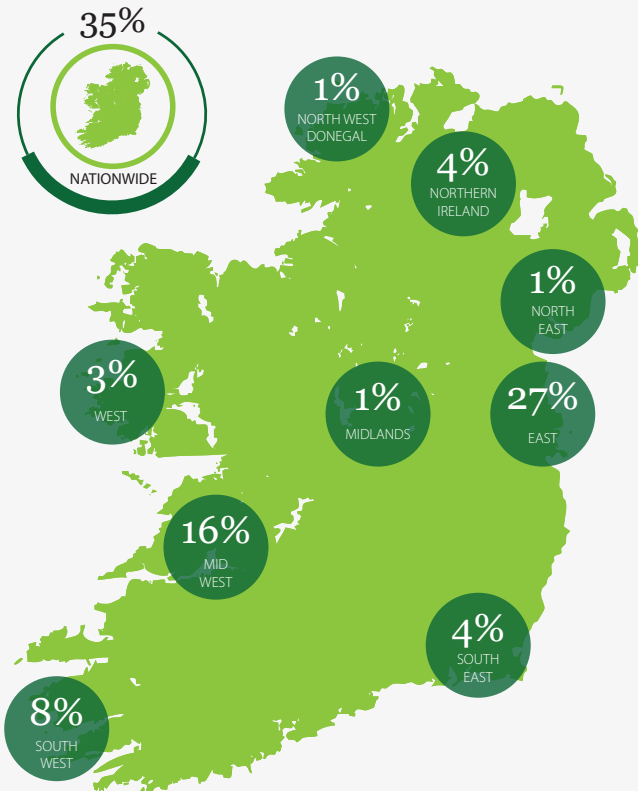 35%
NATIONWIDE
1%
NORTH WEST
DONEGAL
4%
NORTHERN
IRELAND
1%
NORTH
EAST
3%
WEST
1%
MIDLANDS
27%
EAST
16%
MID
WEST
4%
SOUTH
EAST
8%
SOUTH
WEST